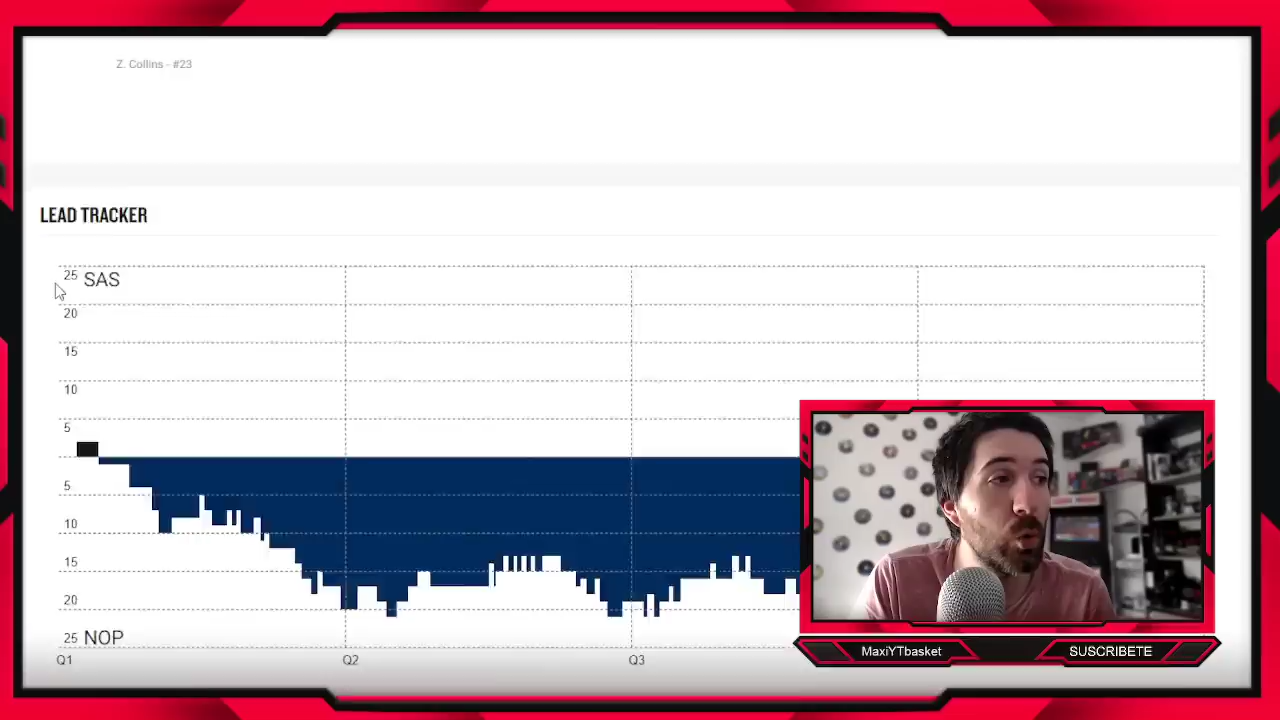 Z. Collins - #23
LEAD TRACKER
25 SAS
20
15
10
5
5
10
15
20
25 NOP
Q1 Q2 Q3
MaxiYTbasket SUSCRIBETE